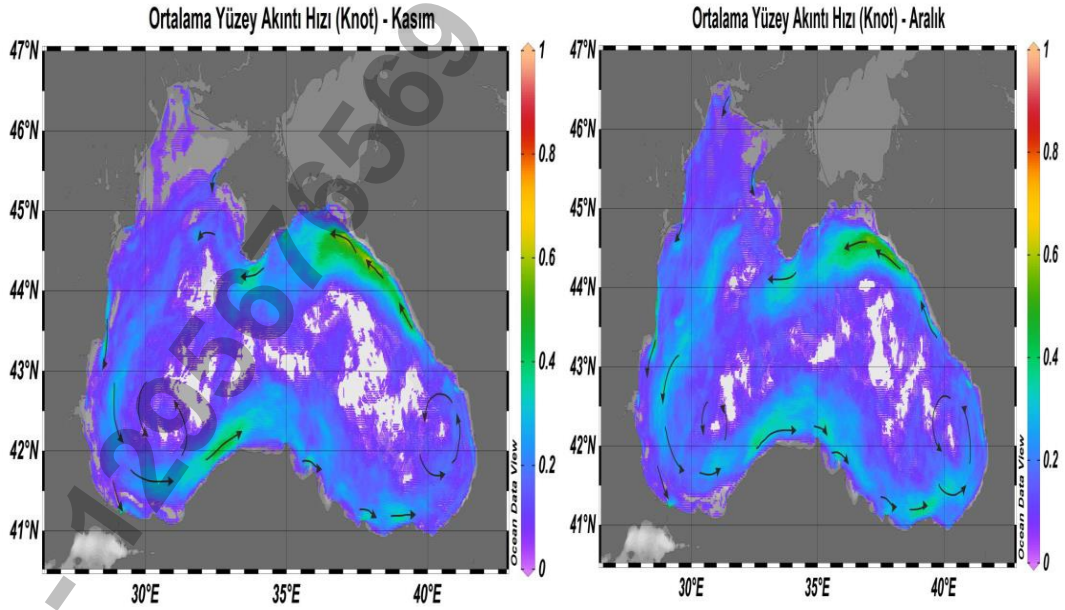 Ortalama Yüzey Akıntı Hızı (Knot) - Kasım
47°N
46°N
45°N
44°N
43°N
42°N
41°N
30°E
35°E
40°E
1
0.8
0.6
0.4
0.2
0
Ocean Data View
Ortalama Yüzey Akıntı Hızı (Knot) - Aralık
47°N
46°N
45°N
44°N
43°N
42°N
41°N
30°E
35°E
40°E
1
0.8
0.6
0.4
0.2
0
Ocean Data View
-1295676569